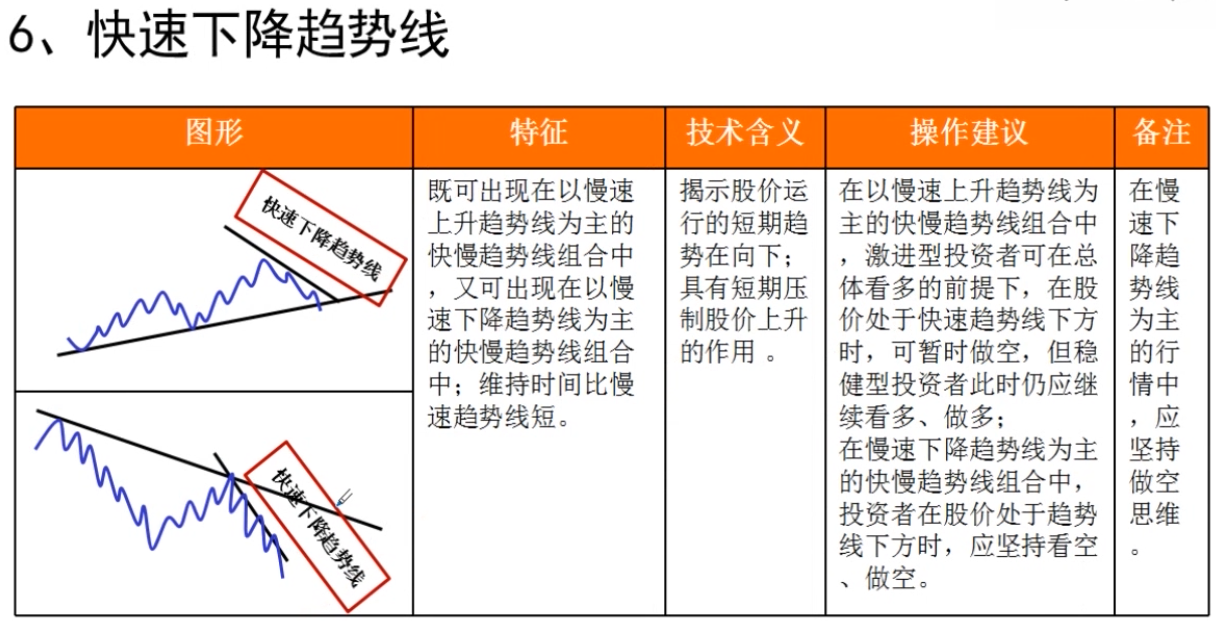 6、快速下降趋势线
图形
特征
技术含义
操作建议
备注
快速下降趋势线
快速下降趋势线
既可出现在以慢速
上升趋势线为主的
快慢趋势线组合中
，又可出现在以慢
速下降趋势线为主
的快慢趋势线组合
中；维持时间比慢
速趋势线短。
揭示股价运
行的短期趋
势在向下；
具有短期压
制股价上升
的作用 。
在以慢速上升趋势线为
主的快慢趋势线组合中
，激进型投资者可在总
体看多的前提下，在股
价处于快速趋势线下方
时，可暂时做空，但稳
健型投资者此时仍应继
续看多、做多；
在慢速下降趋势线为主
的快慢趋势线组合中，
投资者在股价处于趋势
线下方时，应坚持看空
、做空。
在慢
速下
降趋
势线
为主
的行
情中
，应
坚持
做空
思维
。